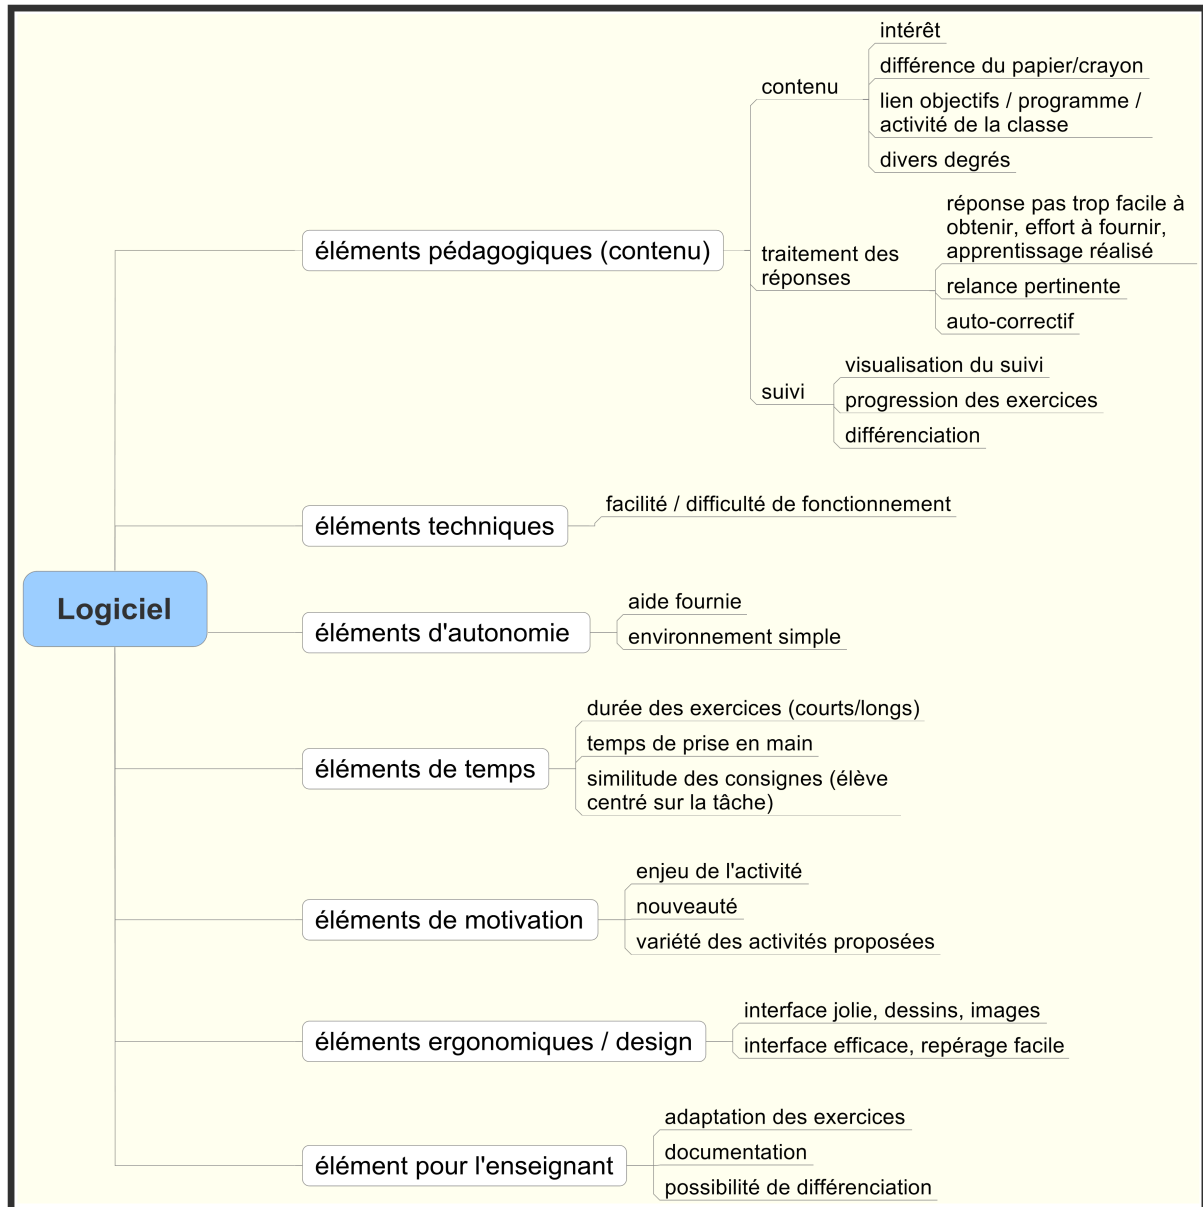 Logiciel
éléments pédagogiques (contenu)
contenu
intérêt
différence du papier/crayon
lien objectifs / programme /
activité de la classe
divers degrés
traitement des
réponses
réponse pas trop facile à
obtenir, effort à fournir,
apprentissage réalisé
relance pertinente
auto-correctif
suivi
visualisation du suivi
progression des exercices
différenciation
éléments techniques
facilité / difficulté de fonctionnement
éléments d'autonomie
aide fournie
environnement simple
éléments de temps
durée des exercices (courts/longs)
temps de prise en main
similitude des consignes (élève
centré sur la tâche)
éléments de motivation
enjeu de l'activité
nouveauté
variété des activités proposées
éléments ergonomiques / design
interface jolie, dessins, images
interface efficace, repérage facile
élément pour l'enseignant
adaptation des exercices
documentation
possibilité de différenciation